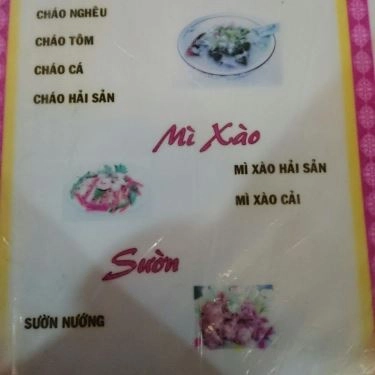 CHÁO NGHÊU
CHÁO TÔM
CHÁO CÁ
CHÁO HẢI SẢN
Mì Xào
MÌ XÀO HẢI SẢN
MÌ XÀO CẢI
Sườn
SƯỜN NƯỚNG